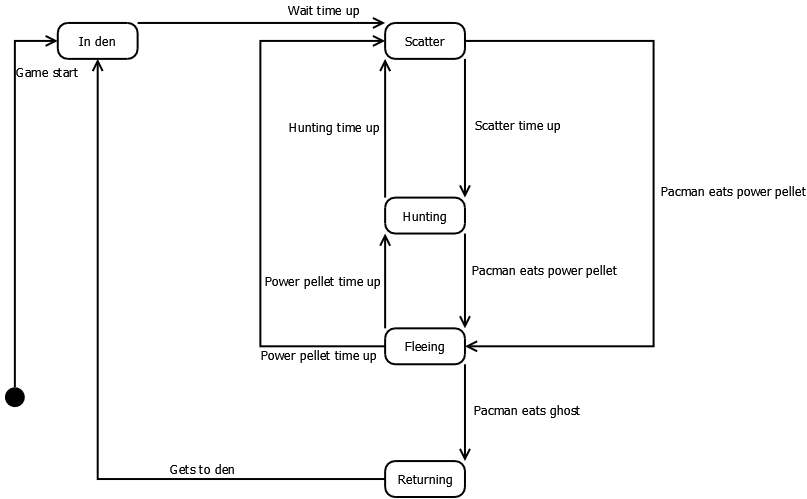 Wait time up
In den
Scatter
Game start
Hunting time up
Scatter time up
Pacman eats power pellet
Hunting
Pacman eats power pellet
Power pellet time up
Fleeing
Power pellet time up
Pacman eats ghost
Gets to den
Returning